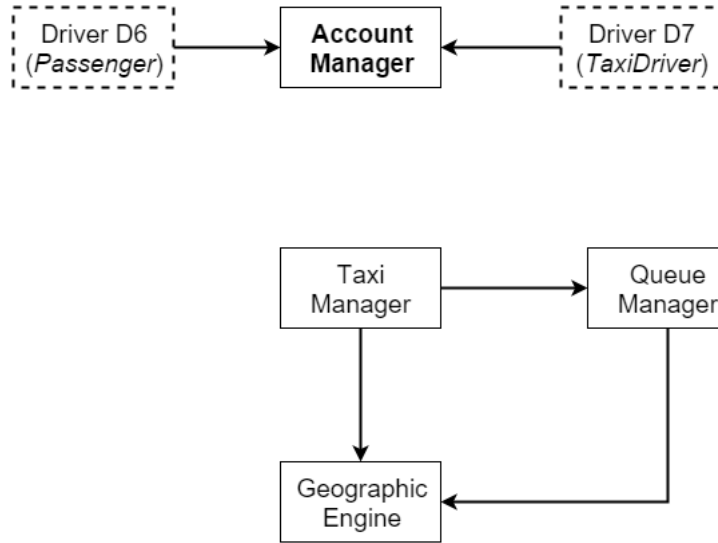 Driver D6
(Passenger)
Account
Manager
Driver D7
(TaxiDriver)
Taxi
Manager
Queue
Manager
Geographic
Engine